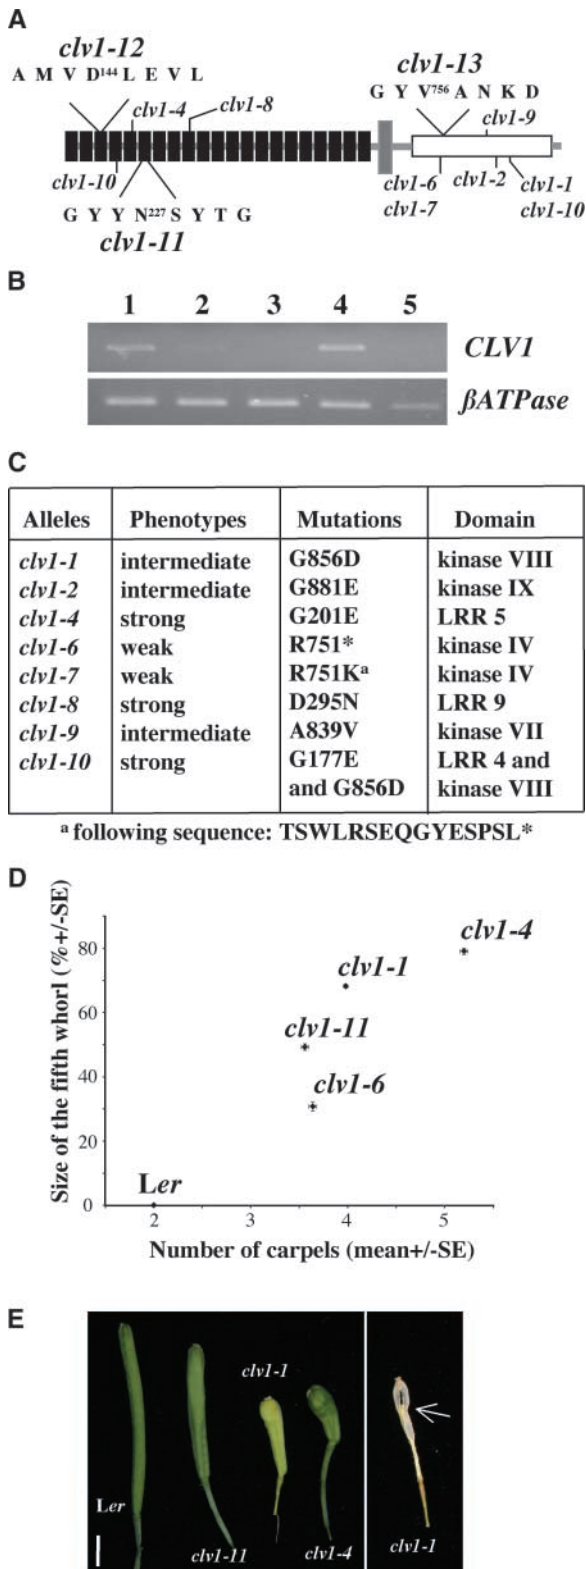 A
clv1-12
A M V D144 L E V L
clv1-13
G Y V756 A N K D
clv1-4
clv1-8
clv1-9
clv1-10
clv1-6
clv1-7
clv1-2
clv1-1
clv1-10
G Y Y N227 S Y T G
clv1-11
B
1 2 3 4 5
CLV1
βATPase
C
Alleles Phenotypes Mutations Domain
clv1-1 intermediate G856D kinase VIII
clv1-2 intermediate G881E kinase IX
clv1-4 strong G201E LRR 5
clv1-6 weak R751* kinase IV
clv1-7 weak R751Ka kinase IV
clv1-8 strong D295N LRR 9
clv1-9 intermediate A839V kinase VII
clv1-10 strong G177E LRR 4 and
and G856D kinase VIII
a following sequence: TSWLRSEQGYESPSL*
D
Size of the fifth whorl (%+/-SE)
80
60
40
20
0
clv1-4
clv1-1
clv1-11
clv1-6
Ler
2 3 4 5
Number of carpels (mean+/-SE)
E
Ler
clv1-11
clv1-1
clv1-4
clv1-1